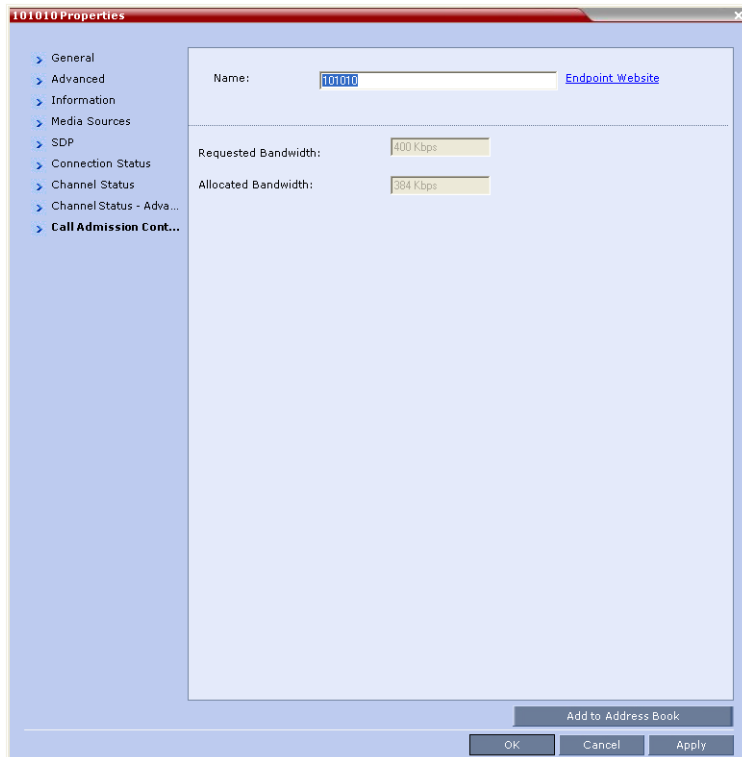 101010 Properties
x
General
Advanced
Information
Media Sources
SDP
Connection Status
Channel Status
Channel Status - Adva...
Call Admission Cont...
Name: 101010 Endpoint Website
Requested Bandwidth: 400 Kbps
Allocated Bandwidth: 384 Kbps
Add to Address Book
OK Cancel Apply